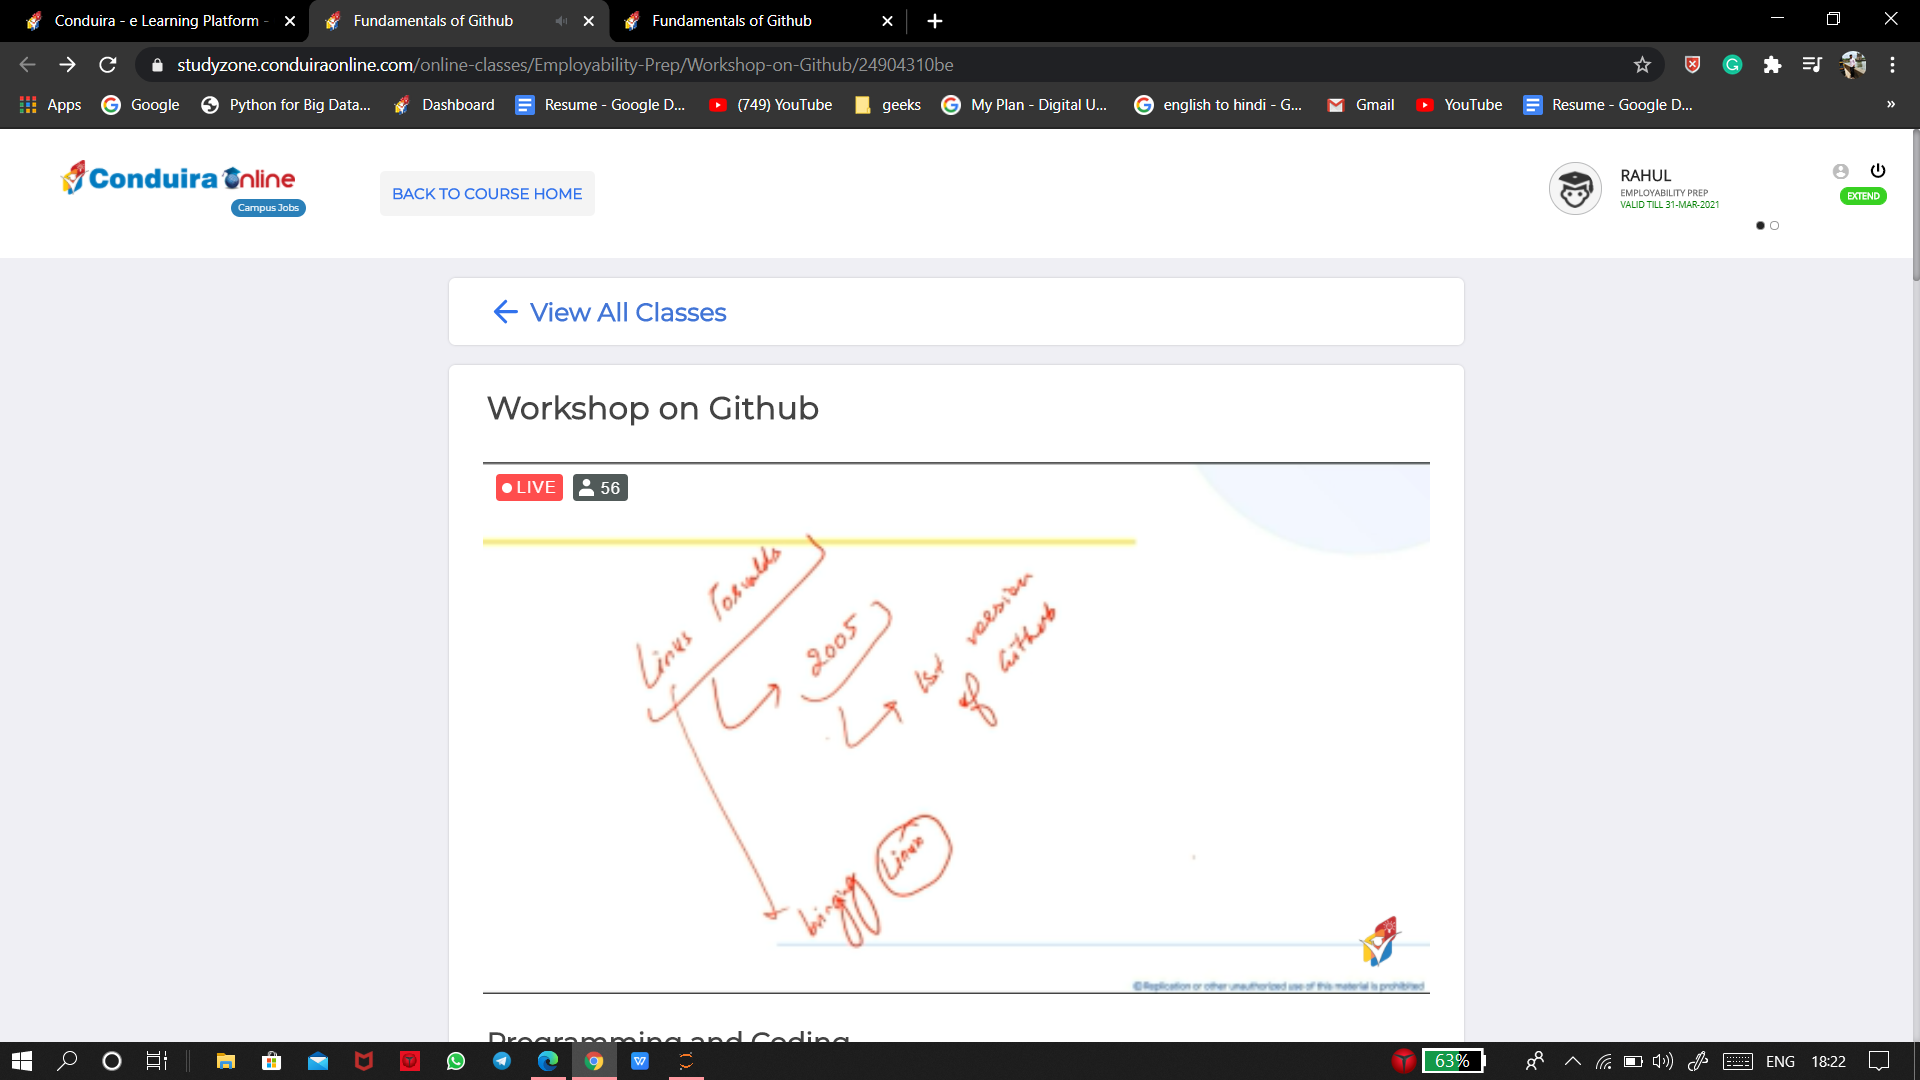 Conduira - e Learning Platform -
Fundamentals of Github
Fundamentals of Github
studyzone.conduiraonline.com/online-classes/Employability-Prep/Workshop-on-Github/24904310be
Apps
Google
Python for Big Data...
Dashboard
Resume - Google D...
(749) YouTube
geeks
My Plan - Digital U...
english to hindi - G...
Gmail
YouTube
Resume - Google D...
»
Conduira Online
Campus Jobs
BACK TO COURSE HOME
RAHUL
EMPLOYABILITY PREP
VALID TILL 31-MAR-2021
EXTEND
View All Classes
Workshop on Github
LIVE
56
Linus Torvalds
2005
1st version
of Github
bringing Linux
©Replication or other unauthorized use of this material is prohibited
Programming and Coding
63%
ENG
18:22